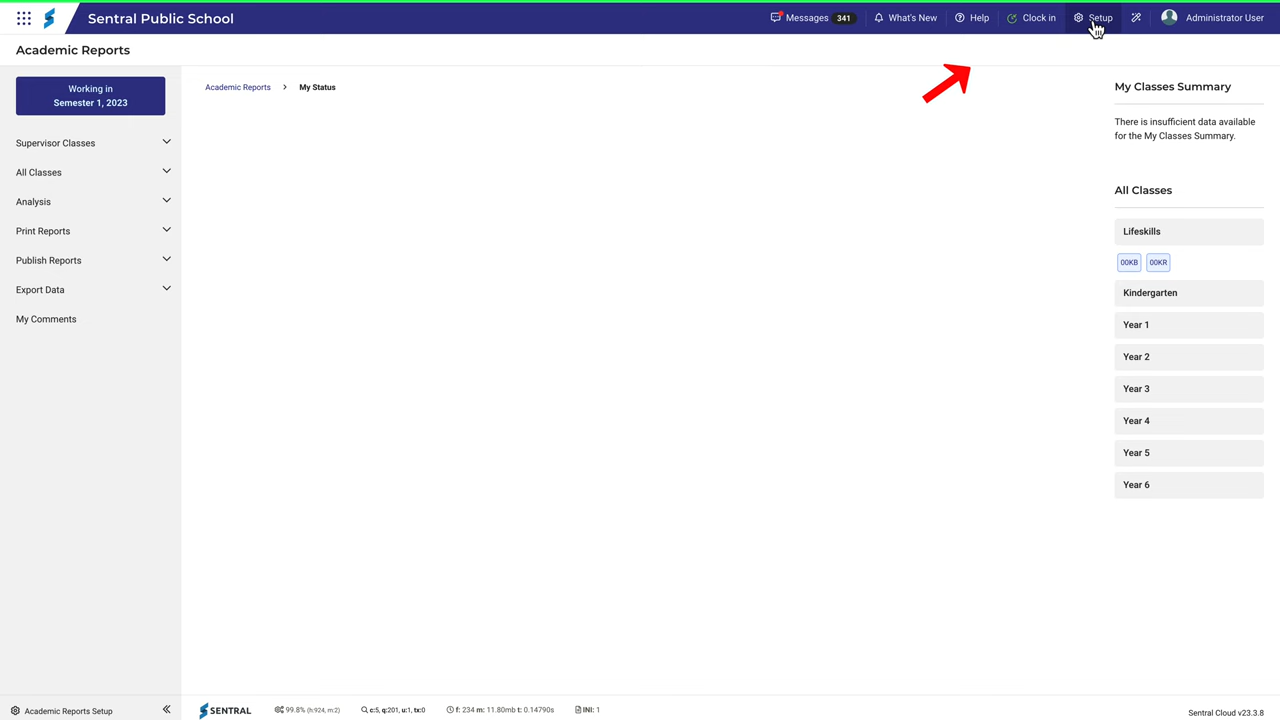 Sentral Public School
Messages 341
What's New
Help
Clock in
Setup
Administrator User
Academic Reports
Working in
Semester 1, 2023
Supervisor Classes
All Classes
Analysis
Print Reports
Publish Reports
Export Data
My Comments
Academic Reports > My Status
My Classes Summary
There is insufficient data available
for the My Classes Summary.
All Classes
Lifeskills
00KB 00KR
Kindergarten
Year 1
Year 2
Year 3
Year 4
Year 5
Year 6
Academic Reports Setup
SENTRAL
99.8% (h:924, m:2)
c:5, q:201, u:1, tx:0
f: 234 m: 11.80mb t: 0.14790s
INI: 1
Sentral Cloud v23.3.8